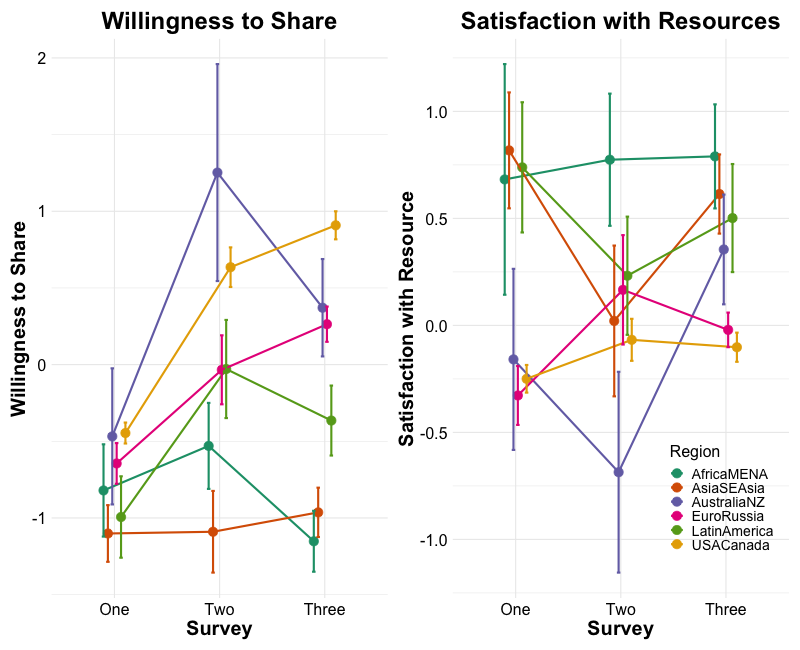 Willingness to Share
Willingness to Share
2
1
0
-1
One Two Three
Survey
Satisfaction with Resources
Satisfaction with Resource
1.0
0.5
0.0
-0.5
-1.0
Region
AfricaMENA
AsiaSEAsia
AustraliaNZ
EuroRussia
LatinAmerica
USACanada
One Two Three
Survey